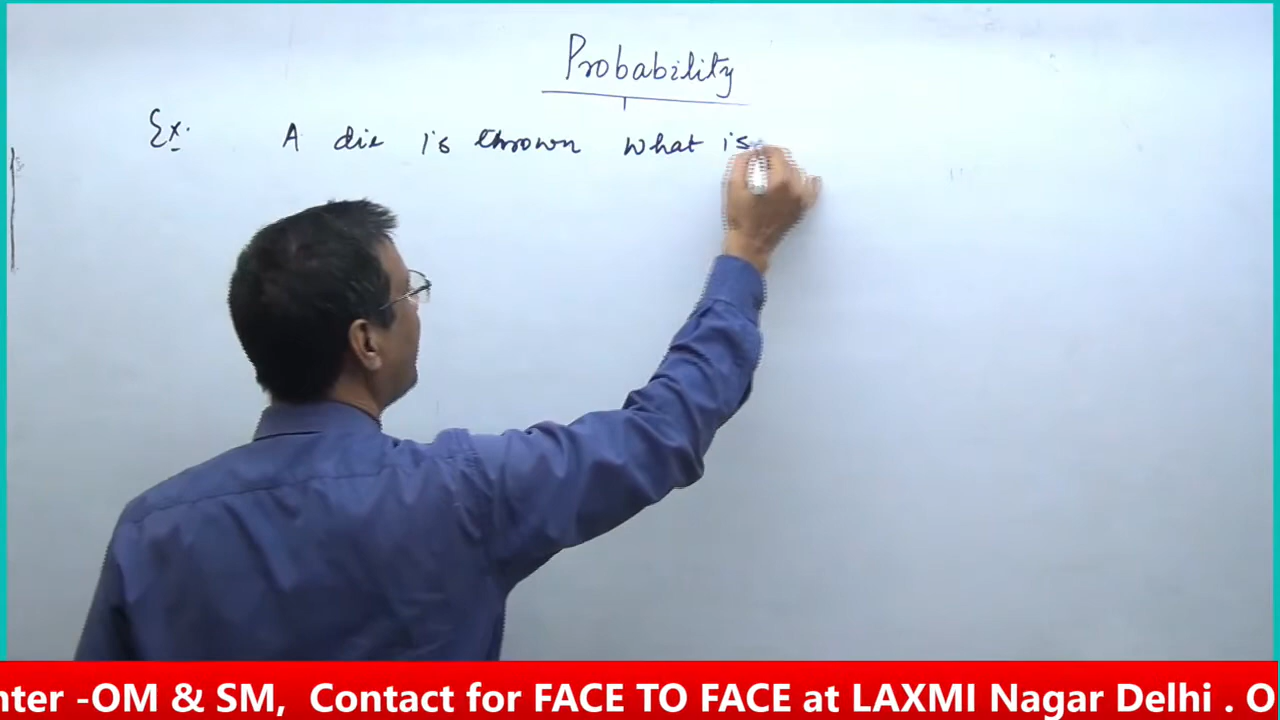 Probability
Ex. A die is thrown what is
nter -OM & SM, Contact for FACE TO FACE at LAXMI Nagar Delhi . O